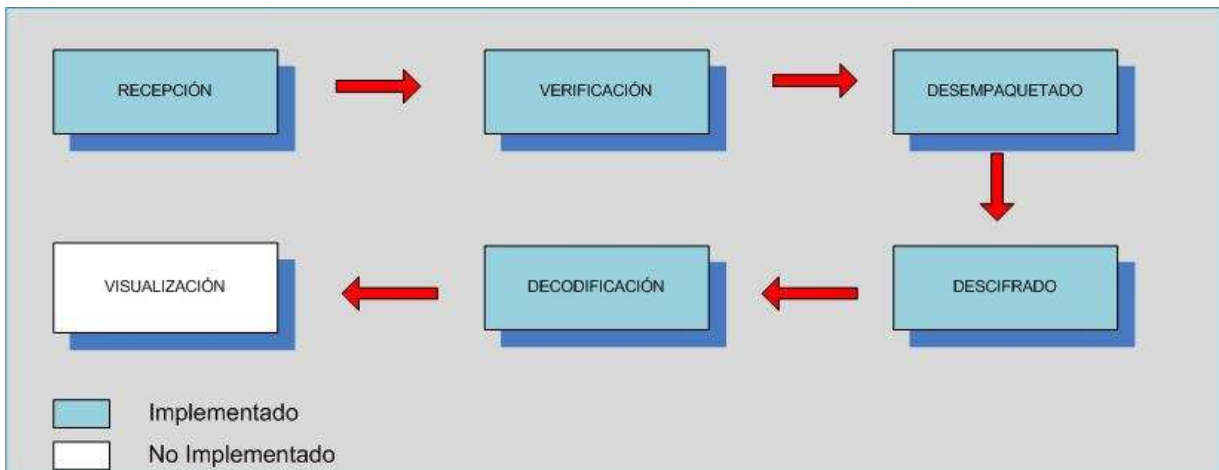 RECEPCIÓN
VERIFICACIÓN
DESEMPAQUETADO
VISUALIZACIÓN
DECODIFICACIÓN
DESCIFRADO
Implementado
No Implementado